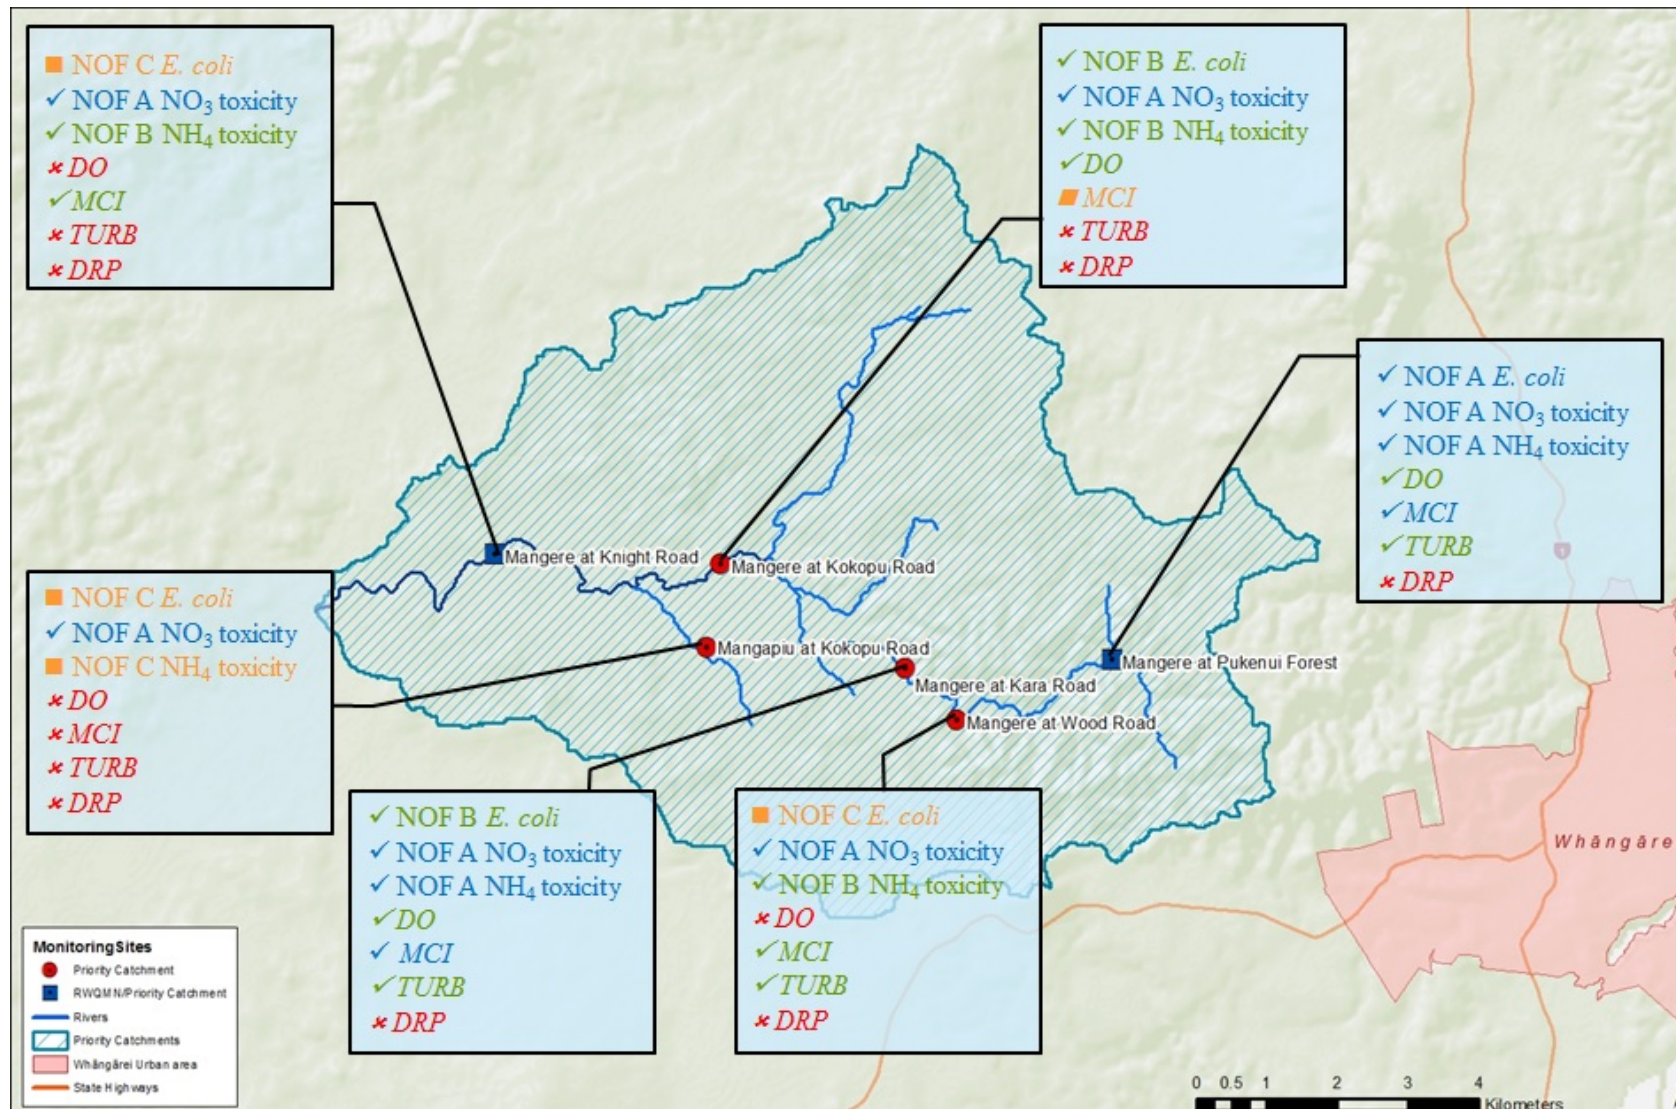 ■ NOF C E. coli
✓ NOF A NO₃ toxicity
✓ NOF B NH₄ toxicity
× DO
✓ MCI
× TURB
× DRP
✓ NOF B E. coli
✓ NOF A NO₃ toxicity
✓ NOF B NH₄ toxicity
✓ DO
■ MCI
× TURB
× DRP
✓ NOF A E. coli
✓ NOF A NO₃ toxicity
✓ NOF A NH₄ toxicity
✓ DO
✓ MCI
✓ TURB
× DRP
1
Mangere at Knight Road
Mangere at Kokopu Road
Mangapiu at Kokopu Road
Mangere at Kara Road
Mangere at Pukenui Forest
Mangere at Wood Road
■ NOF C E. coli
✓ NOF A NO₃ toxicity
■ NOF C NH₄ toxicity
× DO
× MCI
× TURB
× DRP
✓ NOF B E. coli
✓ NOF A NO₃ toxicity
✓ NOF A NH₄ toxicity
✓ DO
✓ MCI
✓ TURB
× DRP
■ NOF C E. coli
✓ NOF A NO₃ toxicity
✓ NOF B NH₄ toxicity
× DO
✓ MCI
✓ TURB
× DRP
Whāngāre
Monitoring Sites
Priority Catchment
RWQMN/Priority Catchment
Rivers
Priority Catchments
Whāngārei Urban area
State Highways
0 0.5 1 2 3 4
Kilometers